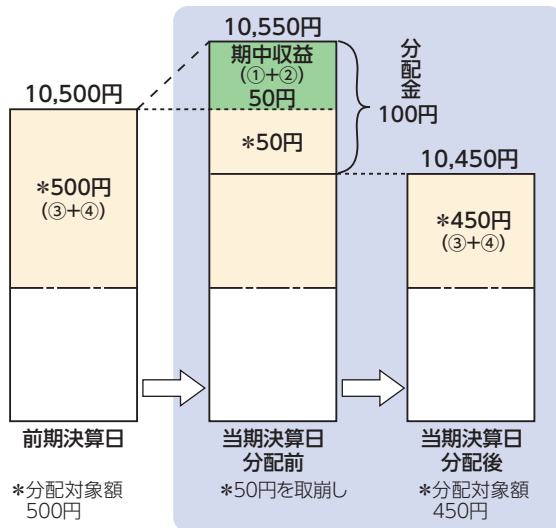 10,500円
*500円
(③+④)
前期決算日
*分配対象額
500円
10,550円
期中収益
(①+②)
50円
*50円
分配金
100円
当期決算日
分配前
*50円を取崩し
10,450円
*450円
(③+④)
当期決算日
分配後
*分配対象額
450円